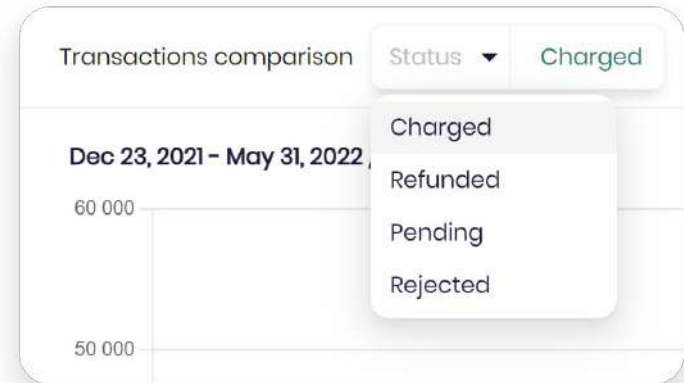 Transactions comparison Status Charged
Charged
Dec 23, 2021 - May 31, 2022
Refunded
60 000
Pending
Rejected
50 000